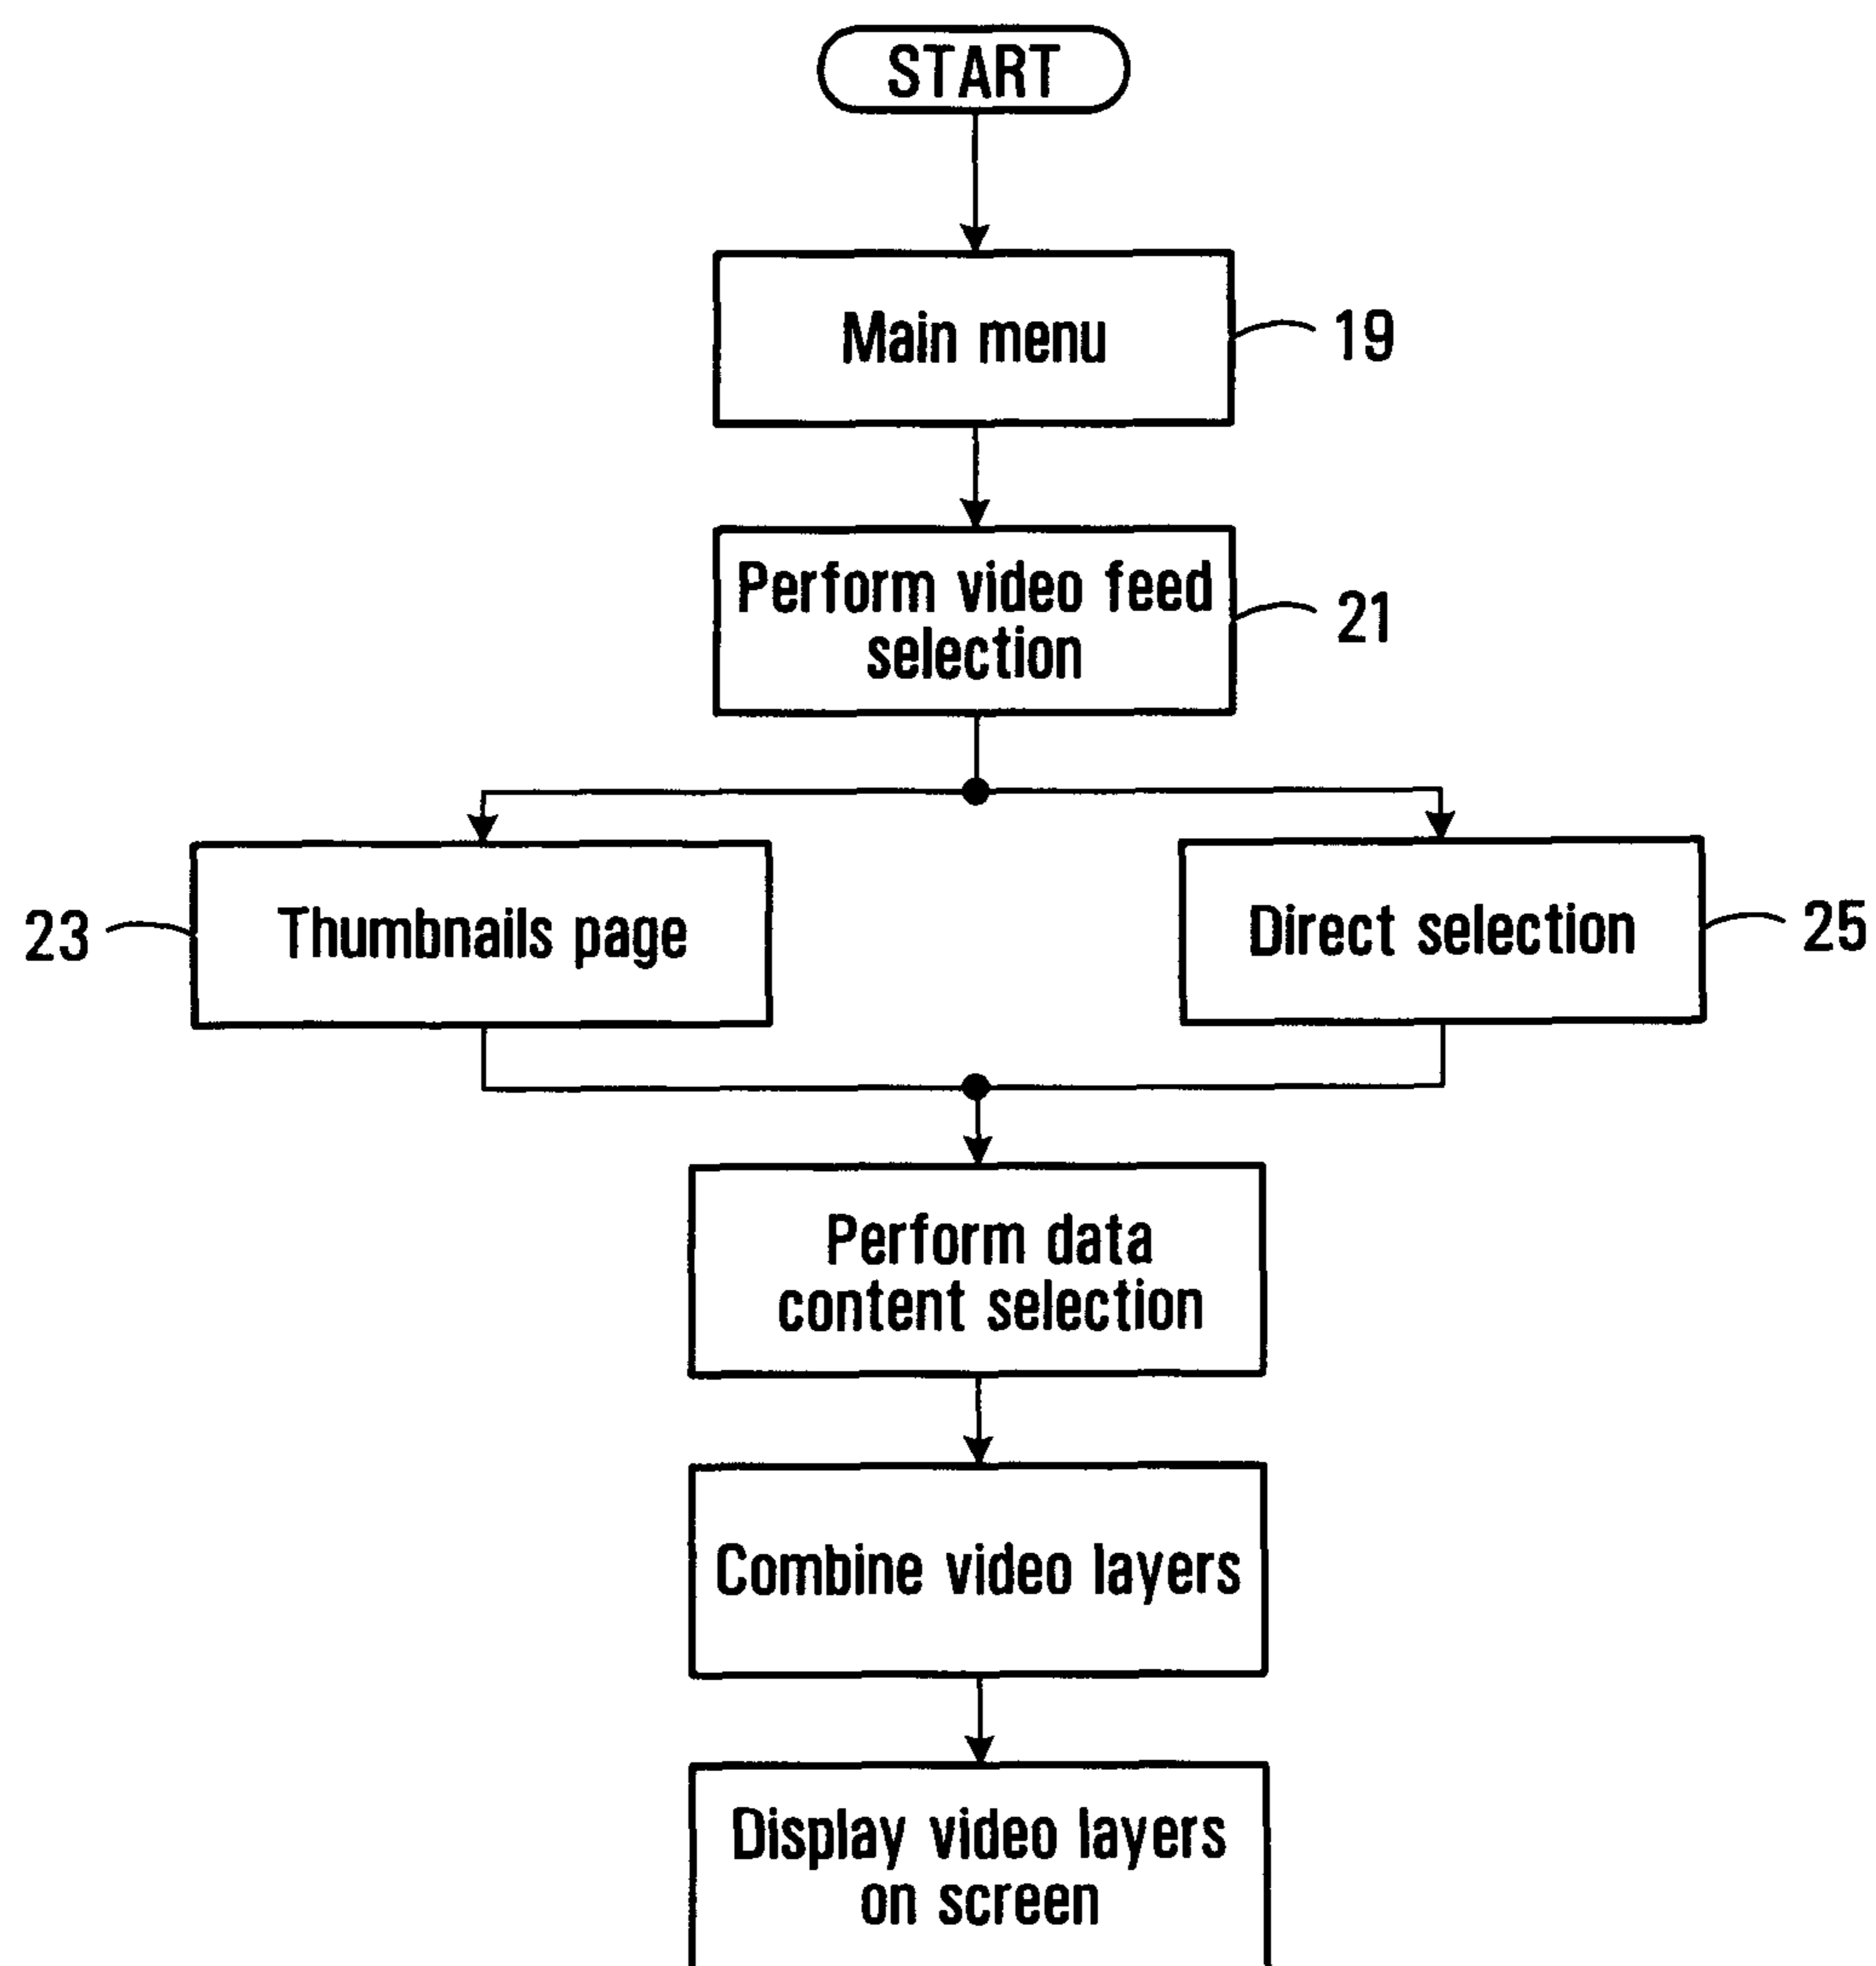 START
Main menu
19
Perform video feed
selection
21
23
Thumbnails page
Direct selection
25
Perform data
content selection
Combine video layers
Display video layers
on screen